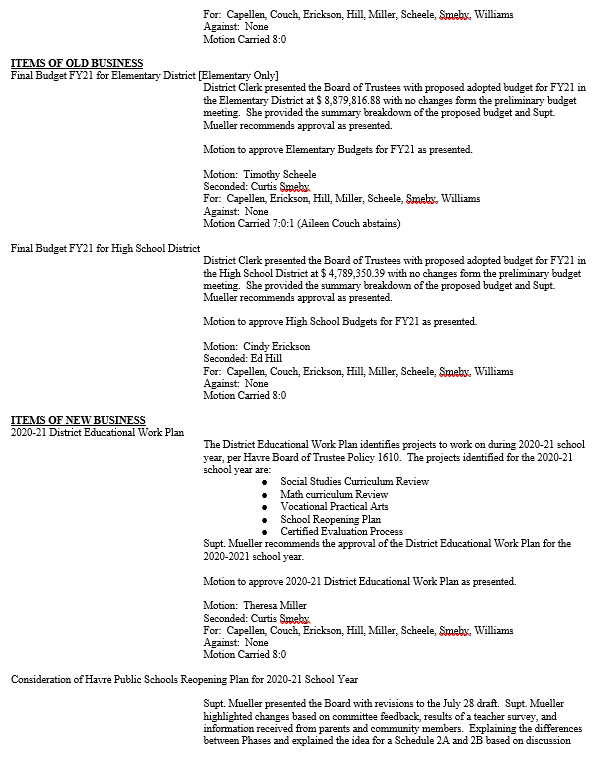 For:  Capellen, Couch, Erickson, Hill, Miller, Scheele, Smeby, Williams
Against:  None
Motion Carried 8:0
ITEMS OF OLD BUSINESS
Final Budget FY21 for Elementary District [Elementary Only]
District Clerk presented the Board of Trustees with proposed adopted budget for FY21 in
the Elementary District at $ 8,879,816.88 with no changes form the preliminary budget
meeting.  She provided the summary breakdown of the proposed budget and Supt.
Mueller recommends approval as presented.
Motion to approve Elementary Budgets for FY21 as presented.
Motion:  Timothy Scheele
Seconded: Curtis Smeby
For:  Capellen, Erickson, Hill, Miller, Scheele, Smeby, Williams
Against:  None
Motion Carried 7:0:1 (Aileen Couch abstains)
Final Budget FY21 for High School District
District Clerk presented the Board of Trustees with proposed adopted budget for FY21 in
the High School District at $ 4,789,350.39 with no changes form the preliminary budget
meeting.  She provided the summary breakdown of the proposed budget and Supt.
Mueller recommends approval as presented.
Motion to approve High School Budgets for FY21 as presented.
Motion:  Cindy Erickson
Seconded: Ed Hill
For:  Capellen, Couch, Erickson, Hill, Miller, Scheele, Smeby, Williams
Against:  None
Motion Carried 8:0
ITEMS OF NEW BUSINESS
2020-21 District Educational Work Plan
The District Educational Work Plan identifies projects to work on during 2020-21 school
year, per Havre Board of Trustee Policy 1610.  The projects identified for the 2020-21
school year are:
● Social Studies Curriculum Review
● Math curriculum Review
● Vocational Practical Arts
● School Reopening Plan
● Certified Evaluation Process
Supt. Mueller recommends the approval of the District Educational Work Plan for the
2020-2021 school year.
Motion to approve 2020-21 District Educational Work Plan as presented.
Motion:  Theresa Miller
Seconded: Curtis Smeby
For:  Capellen, Couch, Erickson, Hill, Miller, Scheele, Smeby, Williams
Against:  None
Motion Carried 8:0
Consideration of Havre Public Schools Reopening Plan for 2020-21 School Year
Supt. Mueller presented the Board with revisions to the July 28 draft.  Supt. Mueller
highlighted changes based on committee feedback, results of a teacher survey, and
information received from parents and community members.  Explaining the differences
between Phases and explained the idea for a Schedule 2A and 2B based on discussion